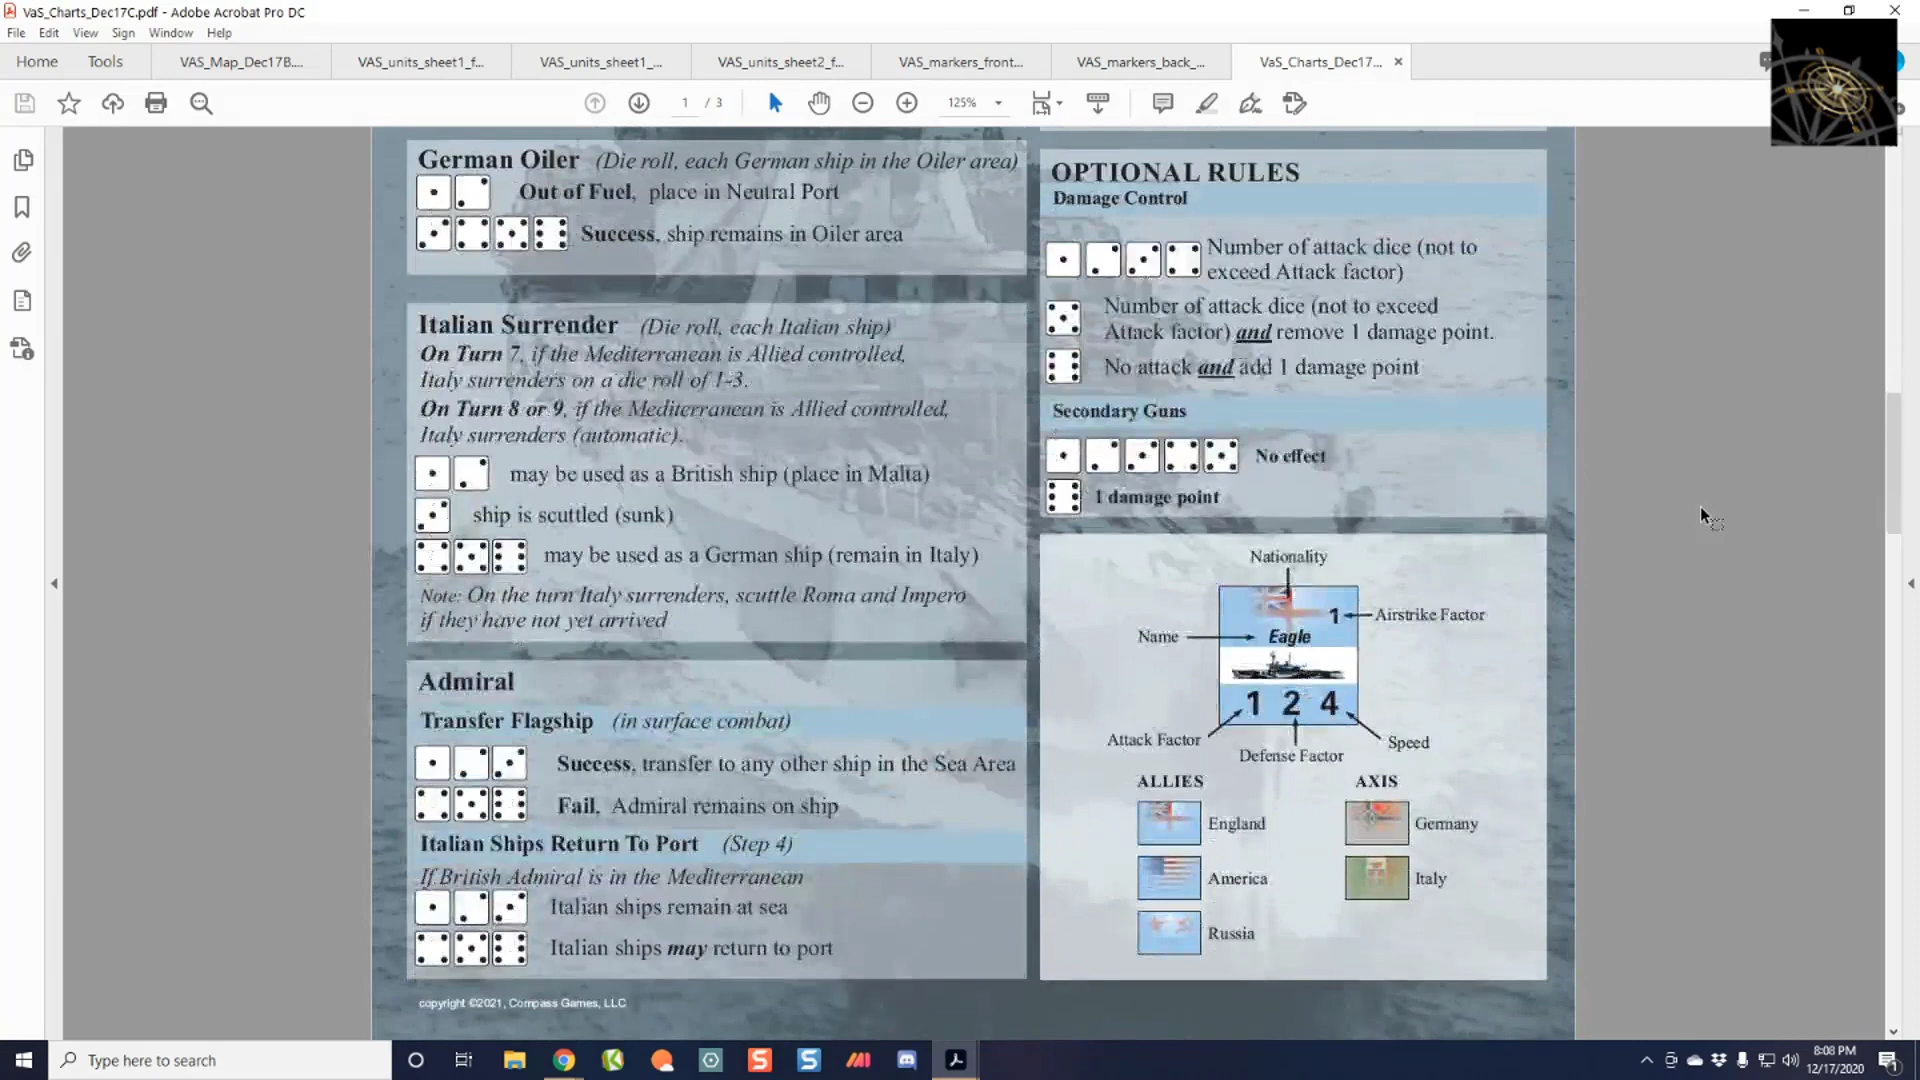 VaS_Charts_Dec17C.pdf - Adobe Acrobat Pro DC
File Edit View Sign Window Help
Home Tools VAS_Map_Dec17B.... VAS_units_sheet1_f... VAS_units_sheet1_... VAS_units_sheet2_f... VAS_markers_front... VAS_markers_back_... VaS_Charts_Dec17... ×
1 / 3 125%
German Oiler (Die roll, each German ship in the Oiler area)
Out of Fuel, place in Neutral Port
Success, ship remains in Oiler area
Italian Surrender (Die roll, each Italian ship)
On Turn 7, if the Mediterranean is Allied controlled,
Italy surrenders on a die roll of 1-3.
On Turn 8 or 9, if the Mediterranean is Allied controlled,
Italy surrenders (automatic).
may be used as a British ship (place in Malta)
ship is scuttled (sunk)
may be used as a German ship (remain in Italy)
Note: On the turn Italy surrenders, scuttle Roma and Impero
if they have not yet arrived
Admiral
Transfer Flagship (in surface combat)
Success, transfer to any other ship in the Sea Area
Fail, Admiral remains on ship
Italian Ships Return To Port (Step 4)
If British Admiral is in the Mediterranean
Italian ships remain at sea
Italian ships may return to port
copyright ©2021, Compass Games, LLC
OPTIONAL RULES
Damage Control
Number of attack dice (not to
exceed Attack factor)
Number of attack dice (not to exceed
Attack factor) and remove 1 damage point.
No attack and add 1 damage point
Secondary Guns
No effect
1 damage point
Nationality
1 Airstrike Factor
Name Eagle
1 2 4
Attack Factor
Defense Factor
Speed
ALLIES AXIS
England Germany
America Italy
Russia
Type here to search
8:08 PM
12/17/2020
1